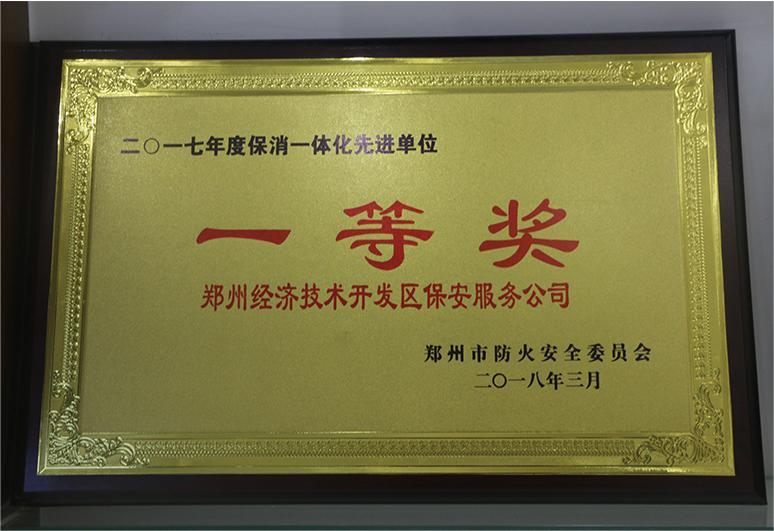 二〇一七年度保消一体化先进单位
一等奖
郑州经济技术开发区保安服务公司
郑州市防火安全委员会
二〇一八年三月